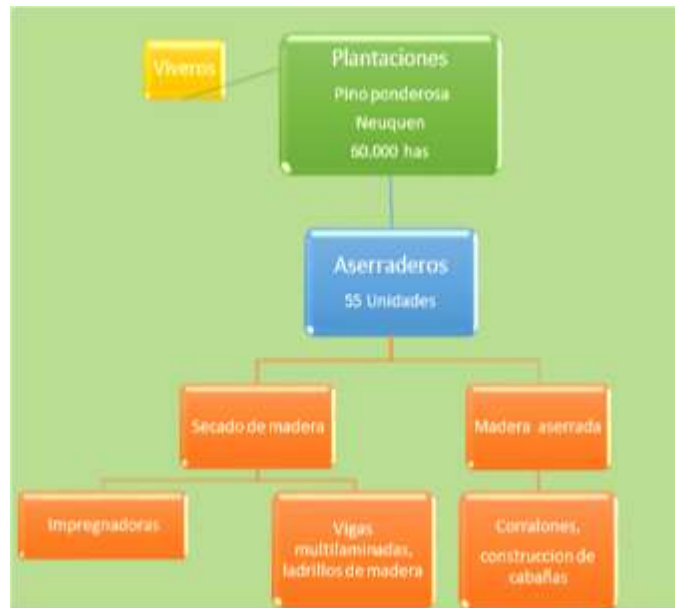 Viveros
Plantaciones
Pino ponderosa
Neuquen
60.000 has
Aserraderos
55 Unidades
Secado de madera
Madera aserrada
Impregnadoras
Vigas
multilaminadas,
ladrillos de madera
Corralones,
construccion de
cabañas